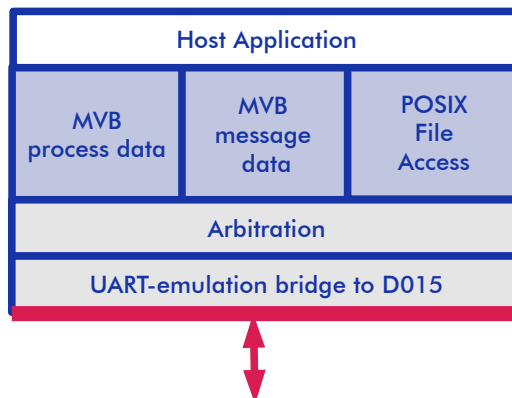 Host Application
MVB
process data
MVB
message
data
POSIX
File
Access
Arbitration
UART-emulation bridge to D015